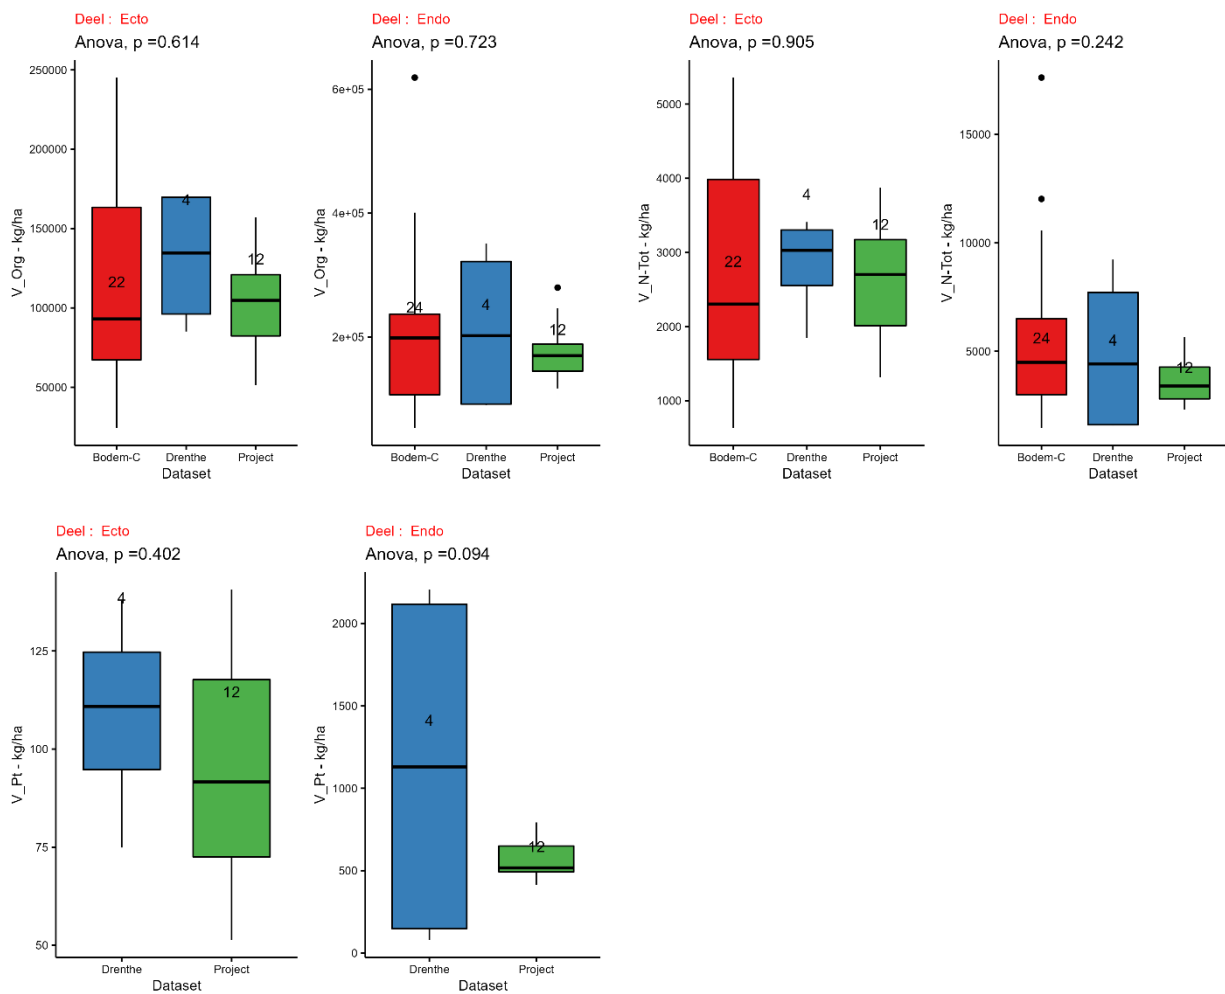 Deel : Ecto
Anova, p =0.614
V_Org - kg/ha
250000
200000
150000
100000
50000
22
4
12
Bodem-C
Drenthe
Project
Dataset
Deel : Endo
Anova, p =0.723
V_Org - kg/ha
6e+05
4e+05
2e+05
24
4
12
Bodem-C
Drenthe
Project
Dataset
Deel : Ecto
Anova, p =0.905
V_N-Tot - kg/ha
5000
4000
3000
2000
1000
22
4
12
Bodem-C
Drenthe
Project
Dataset
Deel : Endo
Anova, p =0.242
V_N-Tot - kg/ha
15000
10000
5000
24
4
12
Bodem-C
Drenthe
Project
Dataset
Deel : Ecto
Anova, p =0.402
V_Pt - kg/ha
125
100
75
50
4
12
Drenthe
Project
Dataset
Deel : Endo
Anova, p =0.094
V_Pt - kg/ha
2000
1500
1000
500
0
4
12
Drenthe
Project
Dataset